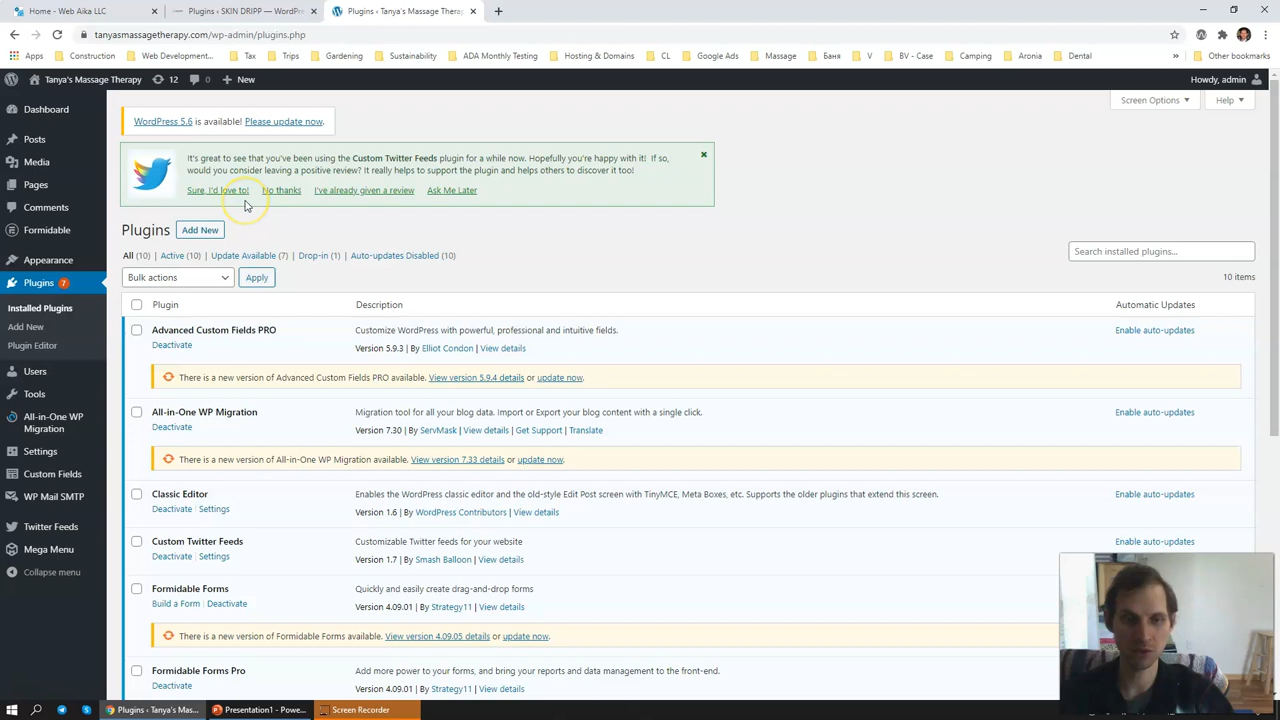 Home - Web Aika LLC
Plugins ‹ SKIN DRIPP — WordPre
Plugins ‹ Tanya's Massage Therapy
tanyasmassagetherapy.com/wp-admin/plugins.php
Apps
Construction
Web Development...
Tax
Trips
Gardening
Sustainability
ADA Monthly Testing
Hosting & Domains
CL
Google Ads
Massage
Баня
V
BV - Case
Camping
Aronia
Dental
Other bookmarks
Tanya's Massage Therapy
12
0
New
Howdy, admin
Dashboard
Posts
Media
Pages
Comments
Formidable
Appearance
Plugins 7
Installed Plugins
Add New
Plugin Editor
Users
Tools
All-in-One WP
Migration
Settings
Custom Fields
WP Mail SMTP
Twitter Feeds
Mega Menu
Collapse menu
Screen Options
Help
WordPress 5.6 is available! Please update now.
It's great to see that you've been using the Custom Twitter Feeds plugin for a while now. Hopefully you're happy with it! If so,
would you consider leaving a positive review? It really helps to support the plugin and helps others to discover it too!
Sure, I'd love to!
No thanks
I've already given a review
Ask Me Later
Plugins
Add New
All (10) | Active (10) | Update Available (7) | Drop-in (1) | Auto-updates Disabled (10)
Search installed plugins...
Bulk actions
Apply
10 items
Plugin
Description
Automatic Updates
Advanced Custom Fields PRO
Customize WordPress with powerful, professional and intuitive fields.
Enable auto-updates
Deactivate
Version 5.9.3 | By Elliot Condon | View details
There is a new version of Advanced Custom Fields PRO available. View version 5.9.4 details or update now.
All-in-One WP Migration
Migration tool for all your blog data. Import or Export your blog content with a single click.
Enable auto-updates
Deactivate
Version 7.30 | By ServMask | View details | Get Support | Translate
There is a new version of All-in-One WP Migration available. View version 7.33 details or update now.
Classic Editor
Enables the WordPress classic editor and the old-style Edit Post screen with TinyMCE, Meta Boxes, etc. Supports the older plugins that extend this screen.
Enable auto-updates
Deactivate | Settings
Version 1.6 | By WordPress Contributors | View details
Custom Twitter Feeds
Customizable Twitter feeds for your website
Enable auto-updates
Deactivate | Settings
Version 1.7 | By Smash Balloon | View details
Formidable Forms
Quickly and easily create drag-and-drop forms
Build a Form | Deactivate
Version 4.09.01 | By Strategy11 | View details
There is a new version of Formidable Forms available. View version 4.09.05 details or update now.
Formidable Forms Pro
Add more power to your forms, and bring your reports and data management to the front-end.
Deactivate
Version 4.09.01 | By Strategy11 | View details
Plugins ‹ Tanya's Mas...
Presentation1 - Powe...
Screen Recorder